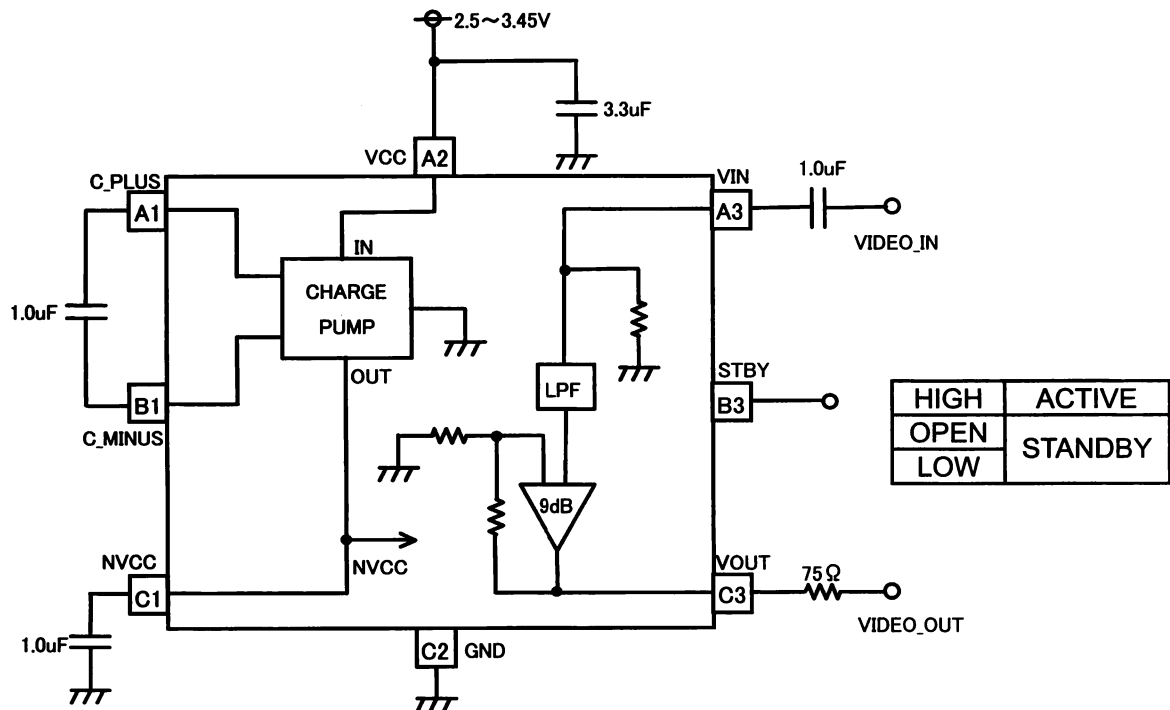 2.5～3.45V
3.3uF
VCC
A2
C_PLUS
A1
VIN
A3
1.0uF
VIDEO_IN
IN
CHARGE
PUMP
1.0uF
OUT
LPF
STBY
B3
B1
C_MINUS
HIGH ACTIVE
OPEN STANDBY
LOW
9dB
NVCC
NVCC
C1
VOUT
C3
75Ω
VIDEO_OUT
1.0uF
C2
GND